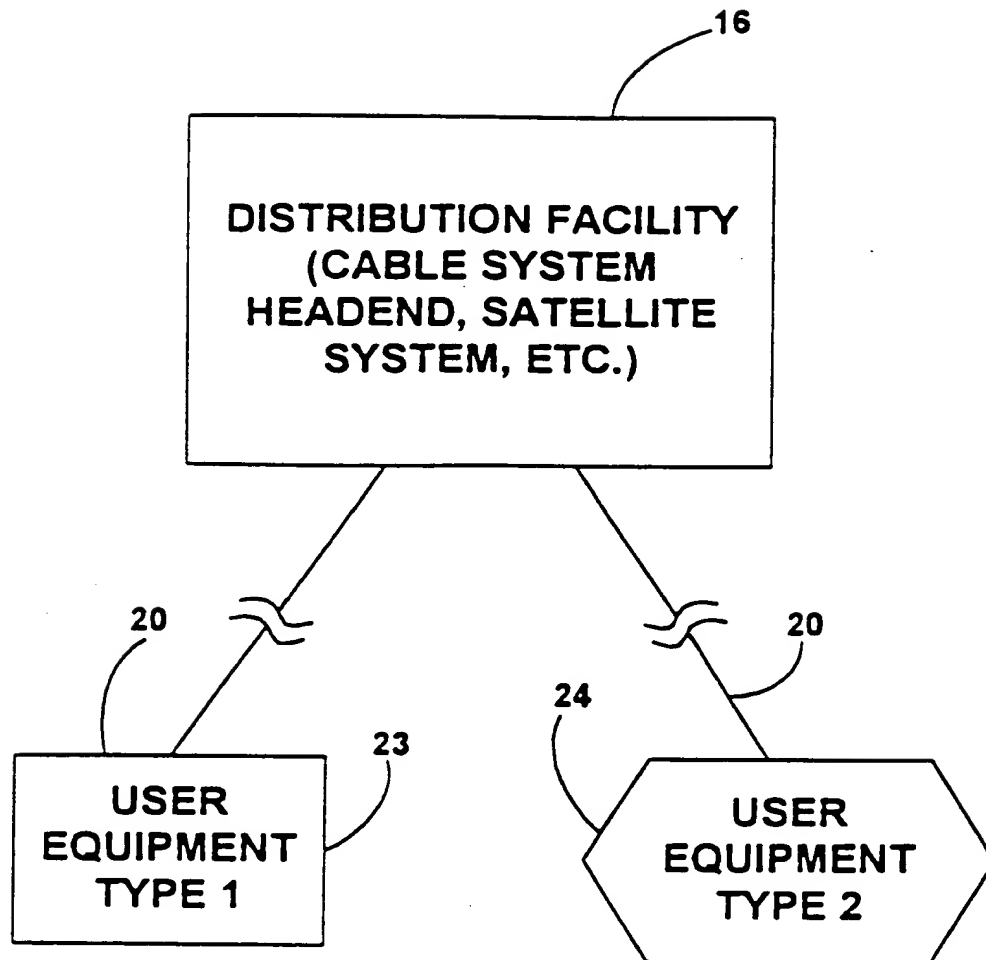 16
DISTRIBUTION FACILITY
(CABLE SYSTEM
HEADEND, SATELLITE
SYSTEM, ETC.)
20
20
24
23
USER
EQUIPMENT
TYPE 1
USER
EQUIPMENT
TYPE 2